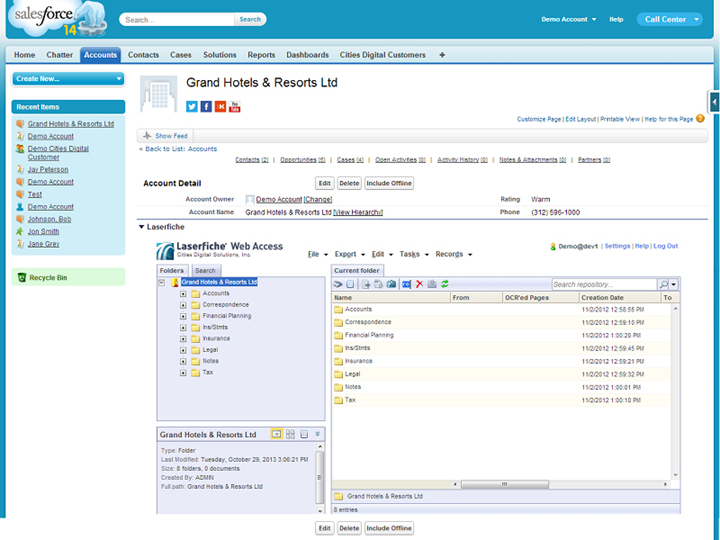 salesforce
14
Search...
Search
Demo Account
Help
Call Center
Home Chatter Accounts Contacts Cases Solutions Reports Dashboards Cities Digital Customers +
Create New...
Recent Items
Grand Hotels & Resorts Ltd
Demo Account
Demo Cities Digital
Customer
Jay Peterson
Demo Account
Test
Demo Account
Johnson, Bob
Jon Smith
Jane Grey
Recycle Bin
Grand Hotels & Resorts Ltd
You
Tube
Customize Page | Edit Layout | Printable View | Help for this Page ?
Show Feed
« Back to List: Accounts
Contacts [2] | Opportunities [6] | Cases [4] | Open Activities [0] | Activity History [0] | Notes & Attachments [0] | Partners [0]
Account Detail Edit Delete Include Offline
Account Owner Demo Account [Change] Rating Warm
Account Name Grand Hotels & Resorts Ltd [View Hierarchy] Phone (312) 596-1000
Laserfiche
Laserfiche® Web Access
Cities Digital Solutions, Inc.
File Export Edit Tasks Records
Demo@dev1 | Settings | Help | Log Out
Folders Search
Grand Hotels & Resorts Ltd
Accounts
Correspondence
Financial Planning
Ins/Stmts
Insurance
Legal
Notes
Tax
Grand Hotels & Resorts Ltd
Type: Folder
Last Modified: Tuesday, October 29, 2013 3:06:21 PM
Size: 8 folders, 0 documents
Created By: ADMIN
Full path: Grand Hotels & Resorts Ltd
Current folder
Search repository...
Name From OCR'ed Pages Creation Date To
Accounts 11/2/2012 12:58:55 PM
Correspondence 11/2/2012 12:59:10 PM
Financial Planning 11/2/2012 1:00:20 PM
Ins/Stmts 11/2/2012 12:59:45 PM
Insurance 11/2/2012 12:59:21 PM
Legal 11/2/2012 12:59:32 PM
Notes 11/2/2012 1:00:01 PM
Tax 11/2/2012 1:00:10 PM
Grand Hotels & Resorts Ltd
8 entries
Edit Delete Include Offline